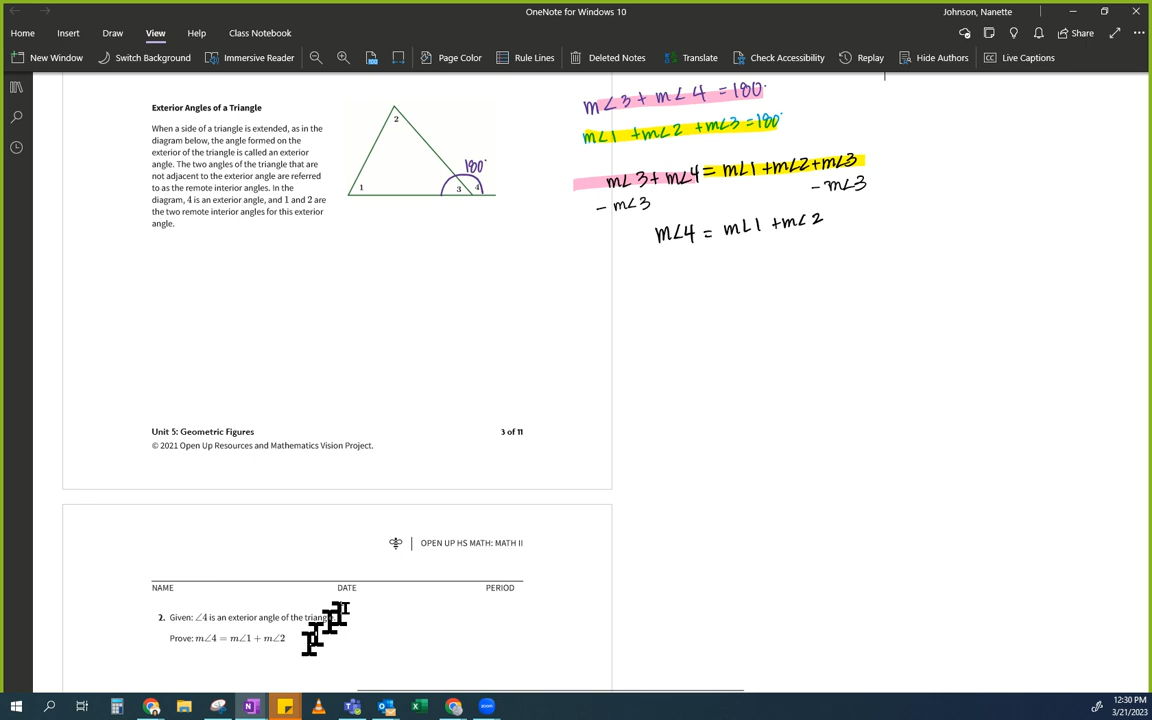 OneNote for Windows 10
Johnson, Nanette
Home Insert Draw View Help Class Notebook
Share
New Window Switch Background Immersive Reader Page Color Rule Lines Deleted Notes Translate Check Accessibility Replay Hide Authors Live Captions
Exterior Angles of a Triangle
When a side of a triangle is extended, as in the
diagram below, the angle formed on the
exterior of the triangle is called an exterior
angle. The two angles of the triangle that are
not adjacent to the exterior angle are referred
to as the remote interior angles. In the
diagram, 4 is an exterior angle, and 1 and 2 are
the two remote interior angles for this exterior
angle.
2
180°
1
3
4
m∠3 + m∠4 = 180°
m∠1 + m∠2 + m∠3 = 180°
m∠3 + m∠4 = m∠1 + m∠2 + m∠3
- m∠3
- m∠3
m∠4 = m∠1 + m∠2
Unit 5: Geometric Figures
3 of 11
© 2021 Open Up Resources and Mathematics Vision Project.
OPEN UP HS MATH: MATH II
NAME DATE PERIOD
2. Given: ∠4 is an exterior angle of the triangle.
Prove: m∠4 = m∠1 + m∠2
12:30 PM
3/21/2023